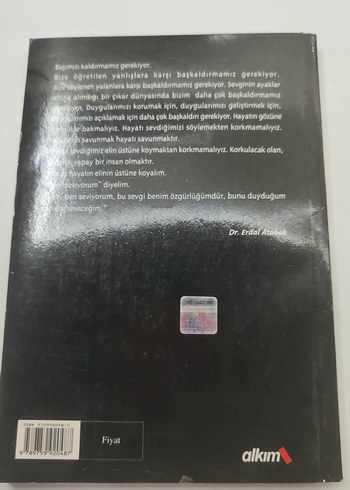 Başımızı kaldırmamız gerekiyor.
Bize öğretilen yanlışlara karşı başkaldırmamız gerekiyor.
Bize söylenen yalanlara karşı başkaldırmamız gerekiyor. Sevginin ayaklar
altına alındığı bir çıkar dünyasında bizim daha çok başkaldırmamız
gerekiyor. Duygularımızı korumak için, duygularımızı geliştirmek için,
açıklamak için daha çok başkaldırı gerekiyor. Hayatın gözüne
bakmalıyız. Hayatı sevdiğimizi söylemekten korkmamalıyız.
savunmak hayatı savunmaktır.
sevdiğimiz elin üstüne koymaktan korkmamalıyız. Korkulacak olan,
yapay bir insan olmaktır.
hayatın elinin üstüne koyalım.
seviyorum" diyelim.
ben seviyorum, bu sevgi benim özgürlüğümdür, bunu duyduğum
seveceğim."
Dr. Erdal Atabek
9 789759 920487
Fiyat
alkım